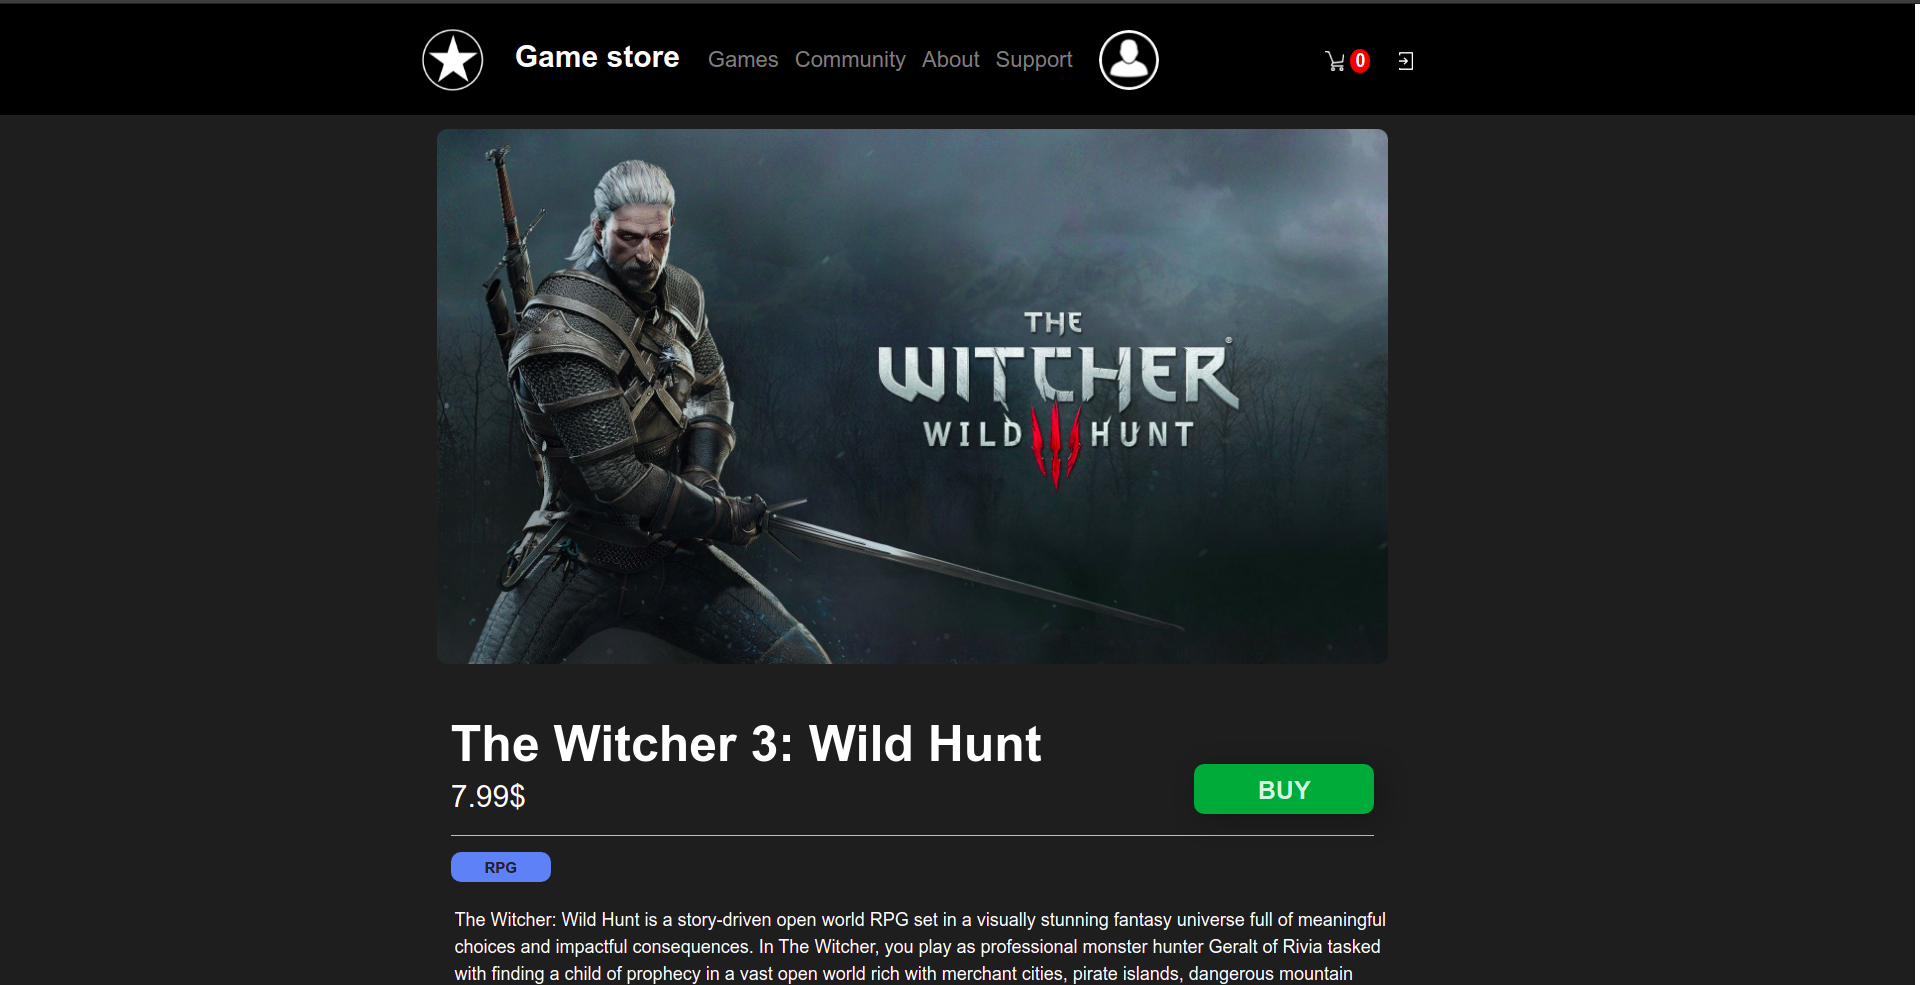 Game store
Games Community About Support
0
THE
WITCHER®
WILD III HUNT
The Witcher 3: Wild Hunt
7.99$
BUY
RPG
The Witcher: Wild Hunt is a story-driven open world RPG set in a visually stunning fantasy universe full of meaningful
choices and impactful consequences. In The Witcher, you play as professional monster hunter Geralt of Rivia tasked
with finding a child of prophecy in a vast open world rich with merchant cities, pirate islands, dangerous mountain